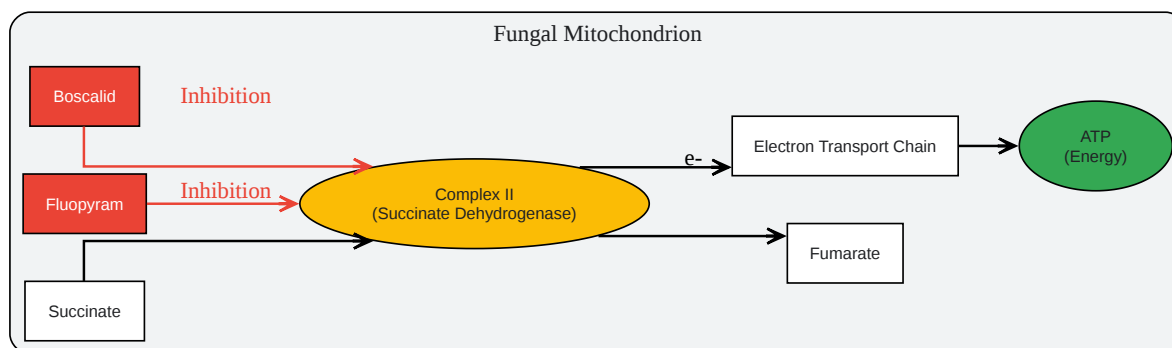 Fungal Mitochondrion
Boscalid
Inhibition
Fluopyram
Inhibition
Succinate
Complex II
(Succinate Dehydrogenase)
e-
Electron Transport Chain
Fumarate
ATP
(Energy)